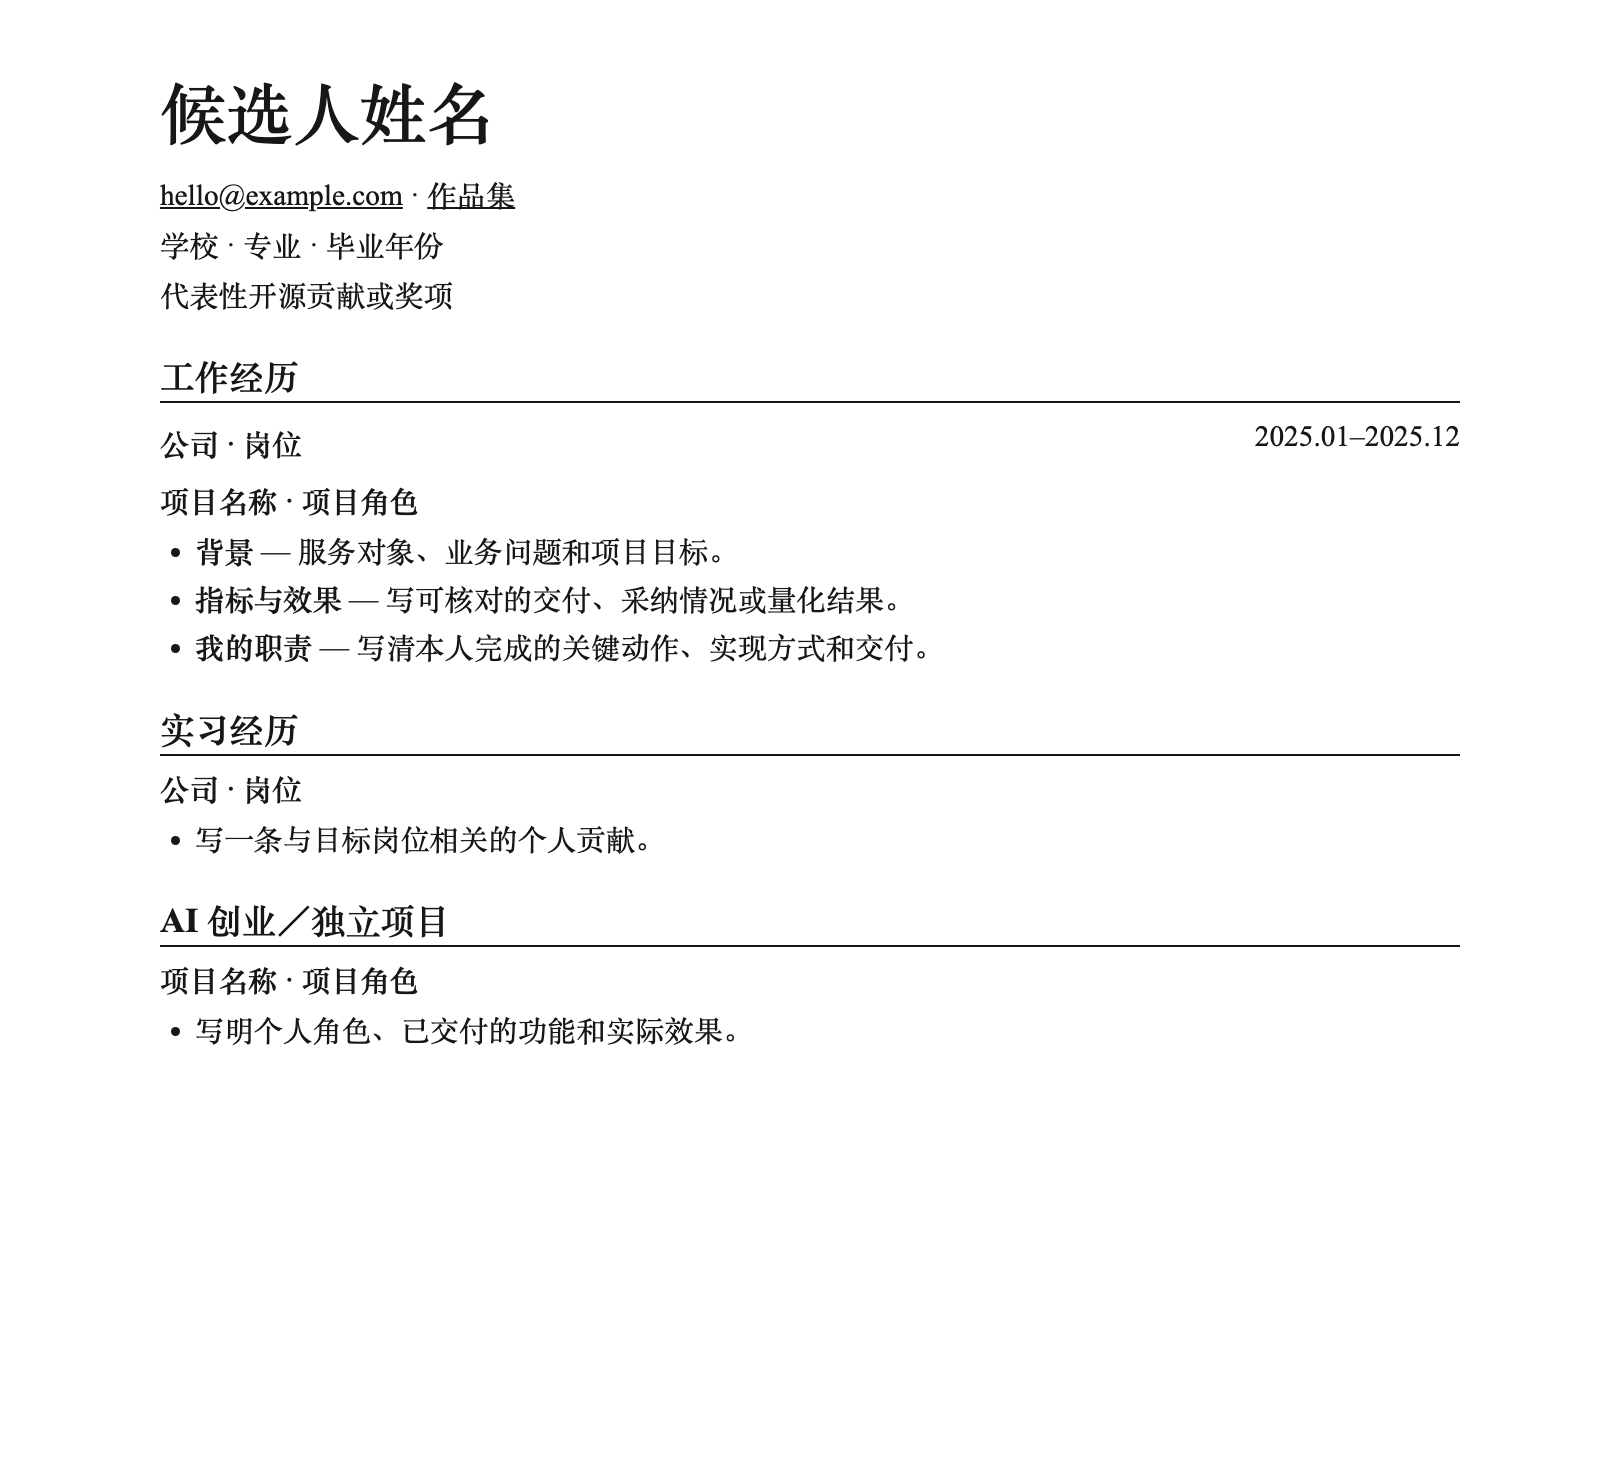 候选人姓名
hello@example.com · 作品集
学校 · 专业 · 毕业年份
代表性开源贡献或奖项
工作经历
公司 · 岗位 2025.01–2025.12
项目名称 · 项目角色
• 背景 — 服务对象、业务问题和项目目标。
• 指标与效果 — 写可核对的交付、采纳情况或量化结果。
• 我的职责 — 写清本人完成的关键动作、实现方式和交付。
实习经历
公司 · 岗位
• 写一条与目标岗位相关的个人贡献。
AI 创业／独立项目
项目名称 · 项目角色
• 写明个人角色、已交付的功能和实际效果。